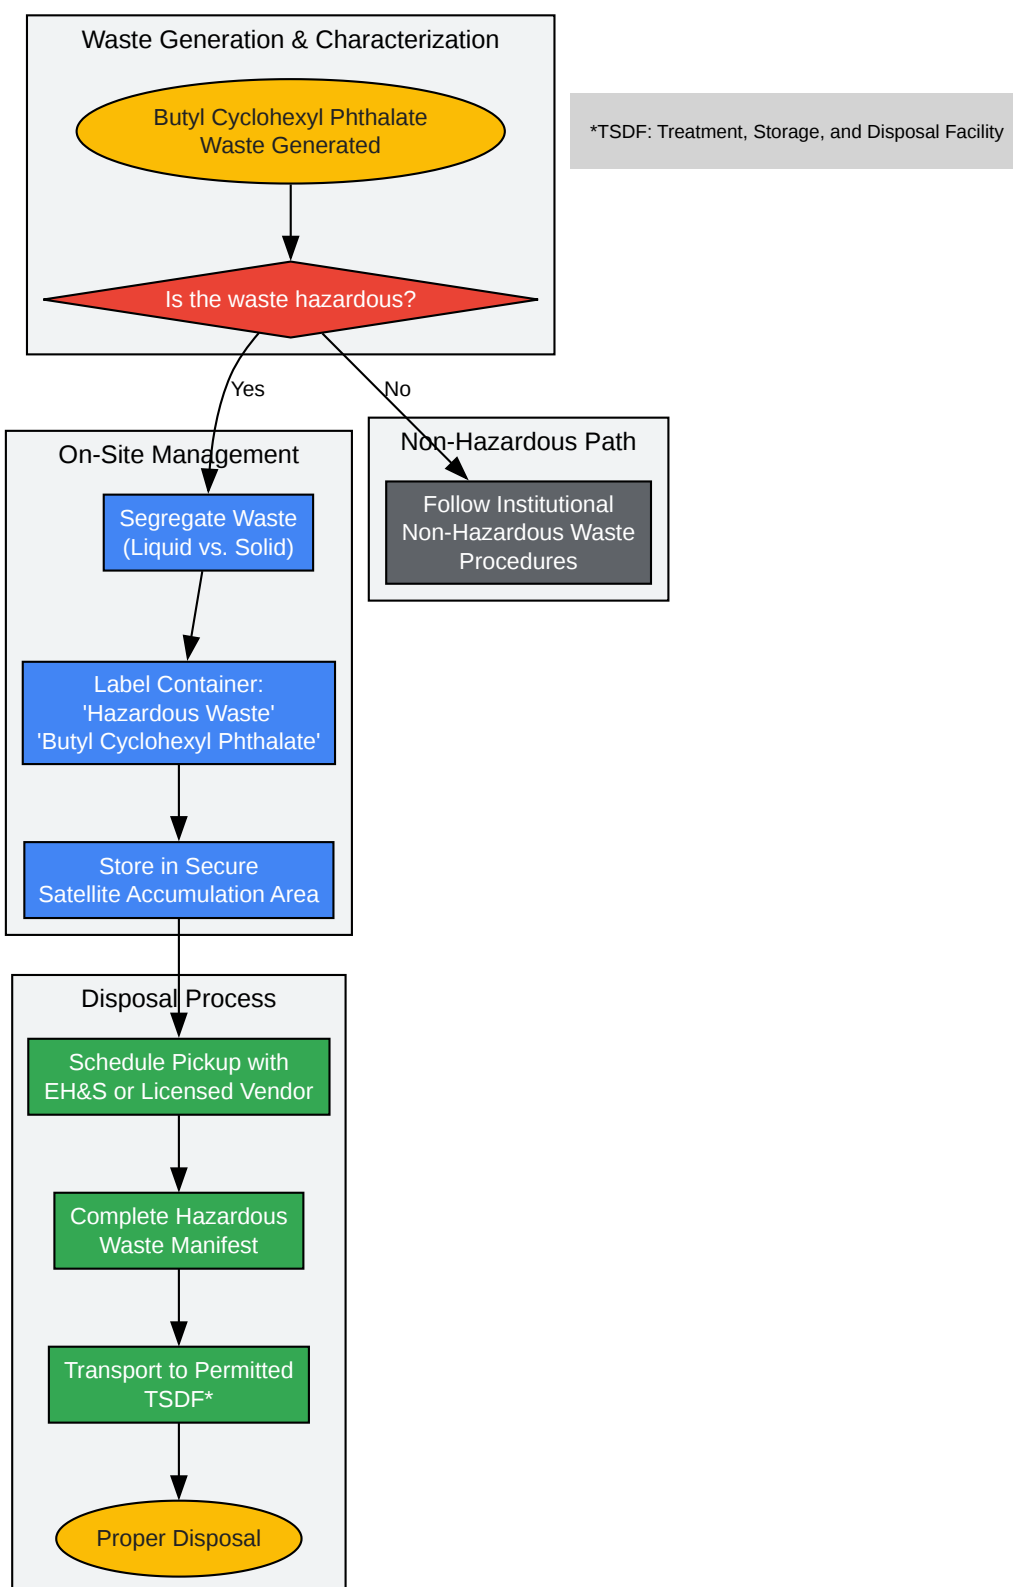 Waste Generation & Characterization
Butyl Cyclohexyl Phthalate
Waste Generated
*TSDF: Treatment, Storage, and Disposal Facility
Is the waste hazardous?
Yes
No
On-Site Management
Segregate Waste
(Liquid vs. Solid)
Label Container:
'Hazardous Waste'
'Butyl Cyclohexyl Phthalate'
Store in Secure
Satellite Accumulation Area
Non-Hazardous Path
Follow Institutional
Non-Hazardous Waste
Procedures
Disposal Process
Schedule Pickup with
EH&S or Licensed Vendor
Complete Hazardous
Waste Manifest
Transport to Permitted
TSDF*
Proper Disposal